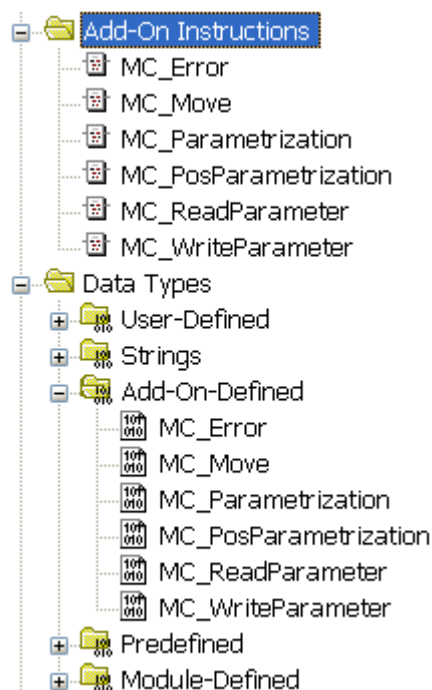 Add-On Instructions
MC_Error
MC_Move
MC_Parametrization
MC_PosParametrization
MC_ReadParameter
MC_WriteParameter
Data Types
User-Defined
Strings
Add-On-Defined
MC_Error
MC_Move
MC_Parametrization
MC_PosParametrization
MC_ReadParameter
MC_WriteParameter
Predefined
Module-Defined